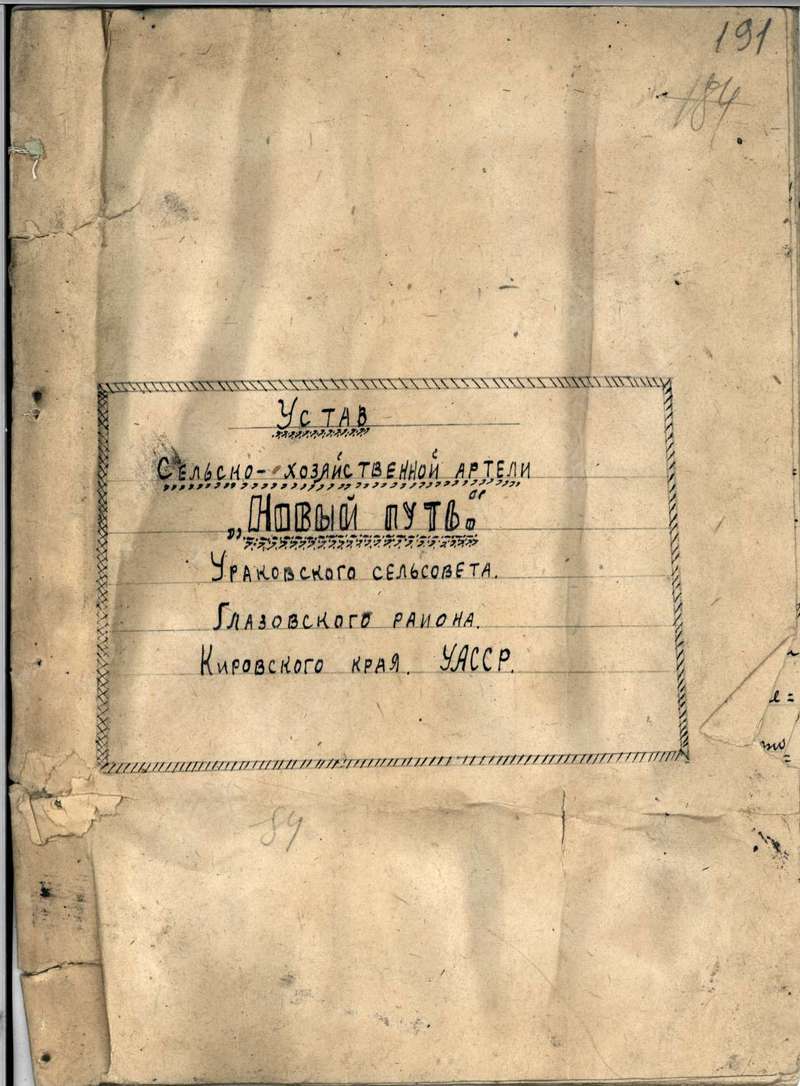 191
184
Устав
Сельско-хозяйственной артели
„Новый путь“
Ураковского сельсовета.
Глазовского района.
Кировского края. УАССР.
84